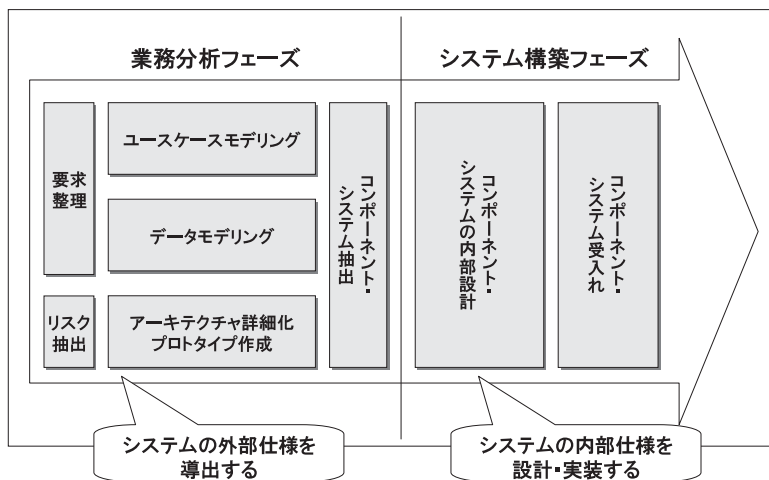 業務分析フェーズ
システム構築フェーズ
要求
整理
ユースケースモデリング
データモデリング
リスク
抽出
アーキテクチャ詳細化
プロトタイプ作成
コンポーネント・
システム抽出
コンポーネント・
システムの内部設計
コンポーネント・
システム受入れ
システムの外部仕様を
導出する
システムの内部仕様を
設計・実装する